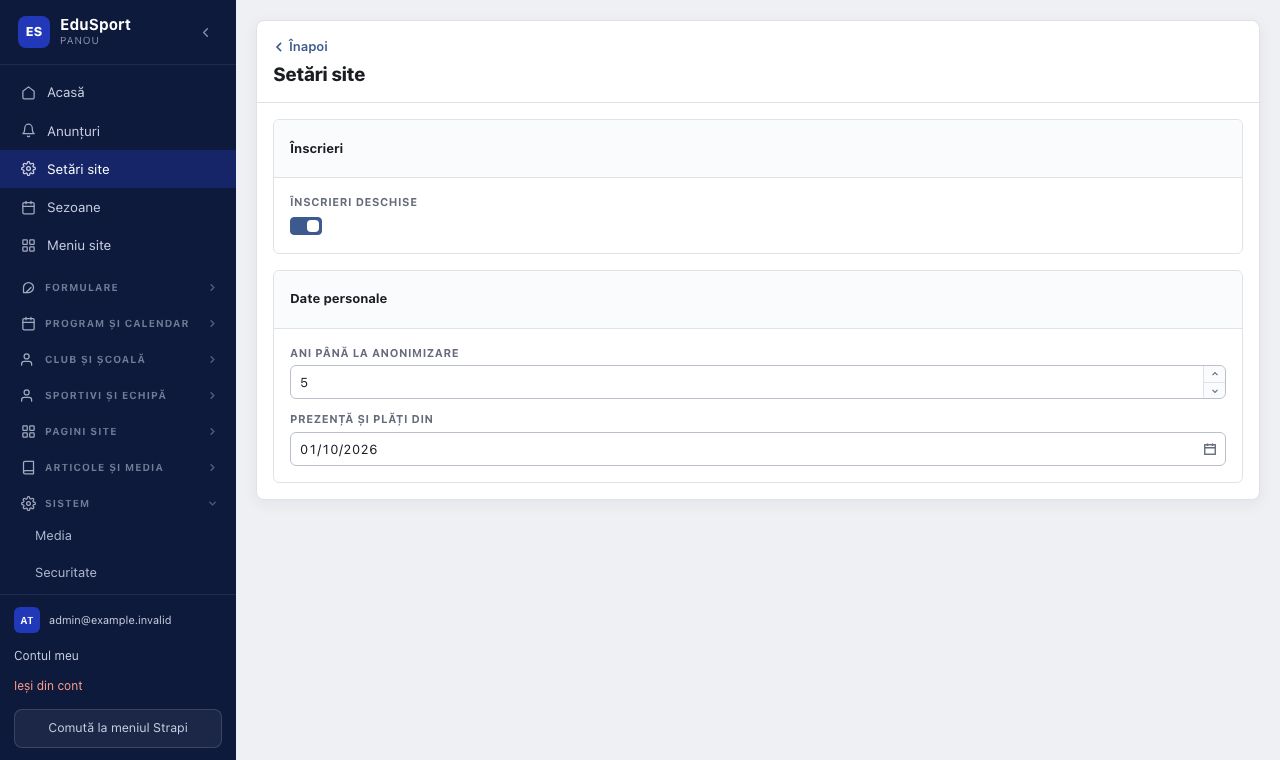 ES
EduSport
PANOU
Acasă
Anunțuri
Setări site
Sezoane
Meniu site
FORMULARE
PROGRAM ȘI CALENDAR
CLUB ȘI ȘCOALĂ
SPORTIVI ȘI ECHIPĂ
PAGINI SITE
ARTICOLE ȘI MEDIA
SISTEM
Media
Securitate
AT
admin@example.invalid
Contul meu
Ieși din cont
Comută la meniul Strapi
Înapoi
Setări site
Înscrieri
ÎNSCRIERI DESCHISE
Date personale
ANI PÂNĂ LA ANONIMIZARE
5
PREZENȚĂ ȘI PLĂȚI DIN
01/10/2026